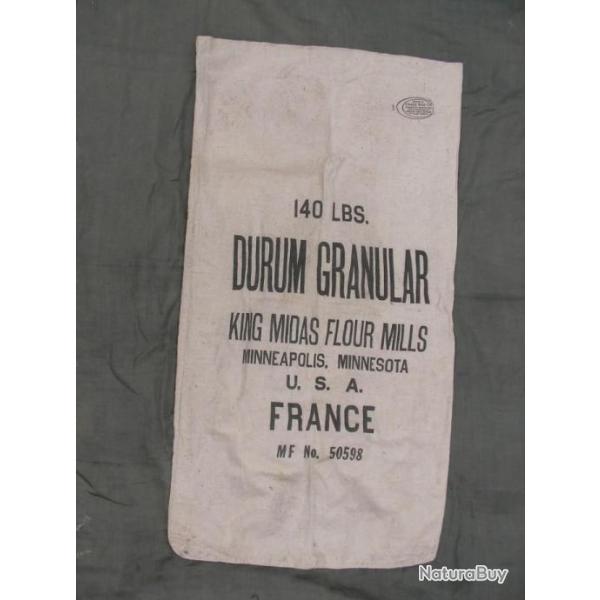 140 LBS.
DURUM GRANULAR
KING MIDAS FLOUR MILLS
MINNEAPOLIS, MINNESOTA
U. S. A.
FRANCE
MF No. 50598
NaturaBuy